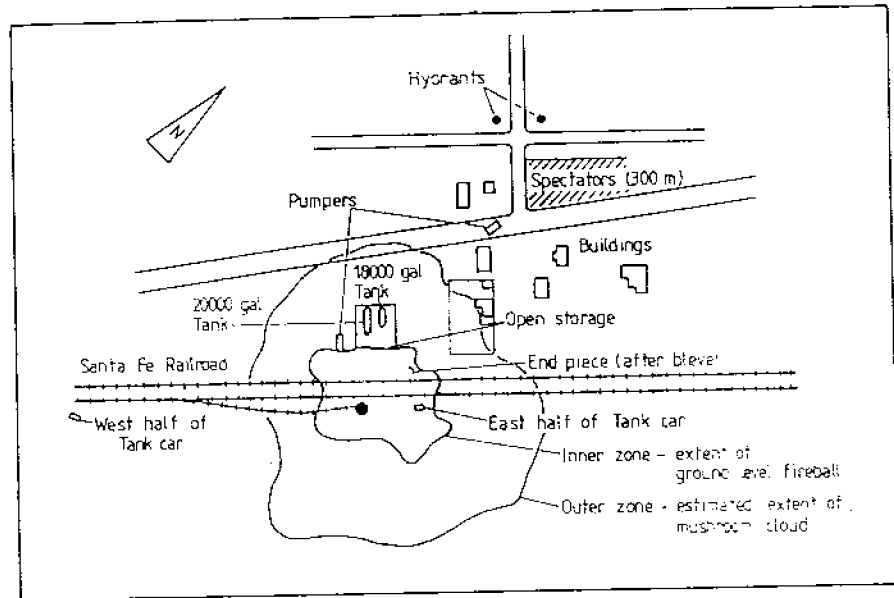 Hydrants
N
Spectators (300 m)
Pumpers
Buildings
18000 gal
Tank
20000 gal
Tank
Open storage
Santa Fe Railroad
End piece (after bleve)
West half of
Tank car
East half of Tank car
Inner zone - extent of
ground level fireball
Outer zone - estimated extent of
mushroom cloud